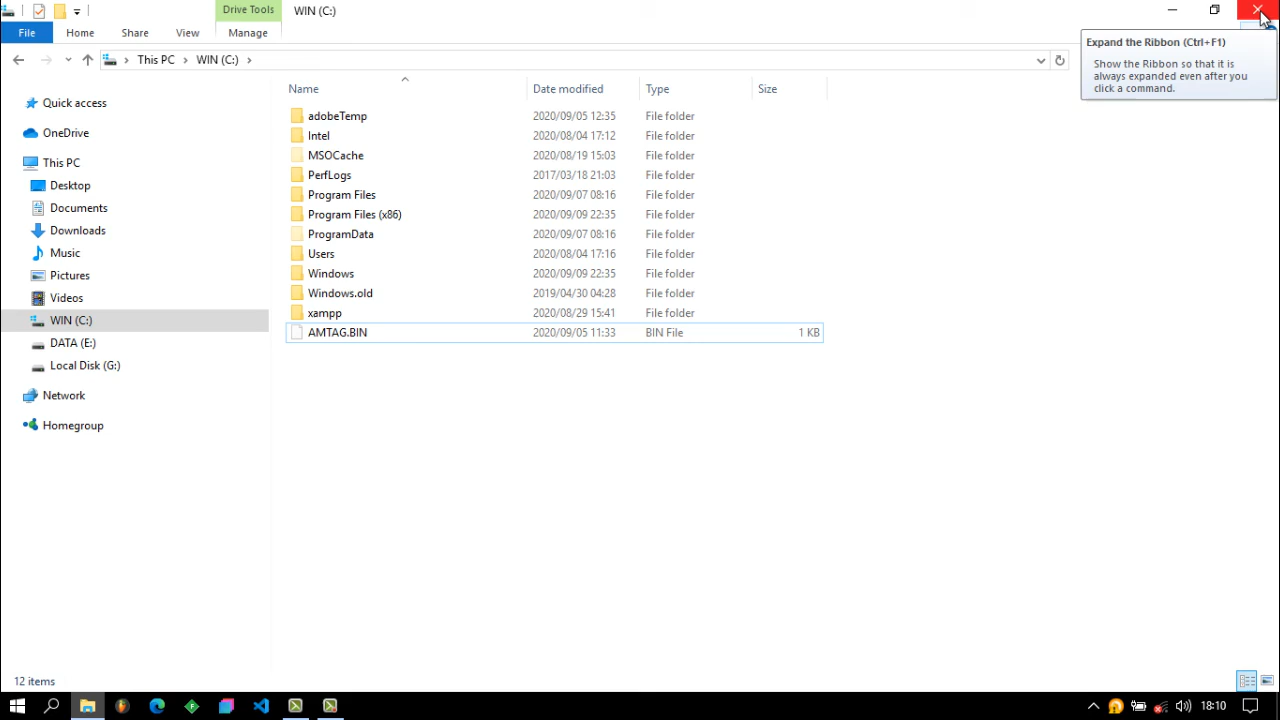 Drive Tools
WIN (C:)
File
Home
Share
View
Manage
Expand the Ribbon (Ctrl+F1)
Show the Ribbon so that it is
always expanded even after you
click a command.
This PC
WIN (C:)
Name
Date modified
Type
Size
Quick access
OneDrive
This PC
Desktop
Documents
Downloads
Music
Pictures
Videos
WIN (C:)
DATA (E:)
Local Disk (G:)
Network
Homegroup
adobeTemp 2020/09/05 12:35 File folder
Intel 2020/08/04 17:12 File folder
MSOCache 2020/08/19 15:03 File folder
PerfLogs 2017/03/18 21:03 File folder
Program Files 2020/09/07 08:16 File folder
Program Files (x86) 2020/09/09 22:35 File folder
ProgramData 2020/09/07 08:16 File folder
Users 2020/08/04 17:16 File folder
Windows 2020/09/09 22:35 File folder
Windows.old 2019/04/30 04:28 File folder
xampp 2020/08/29 15:41 File folder
AMTAG.BIN 2020/09/05 11:33 BIN File 1 KB
12 items
18:10